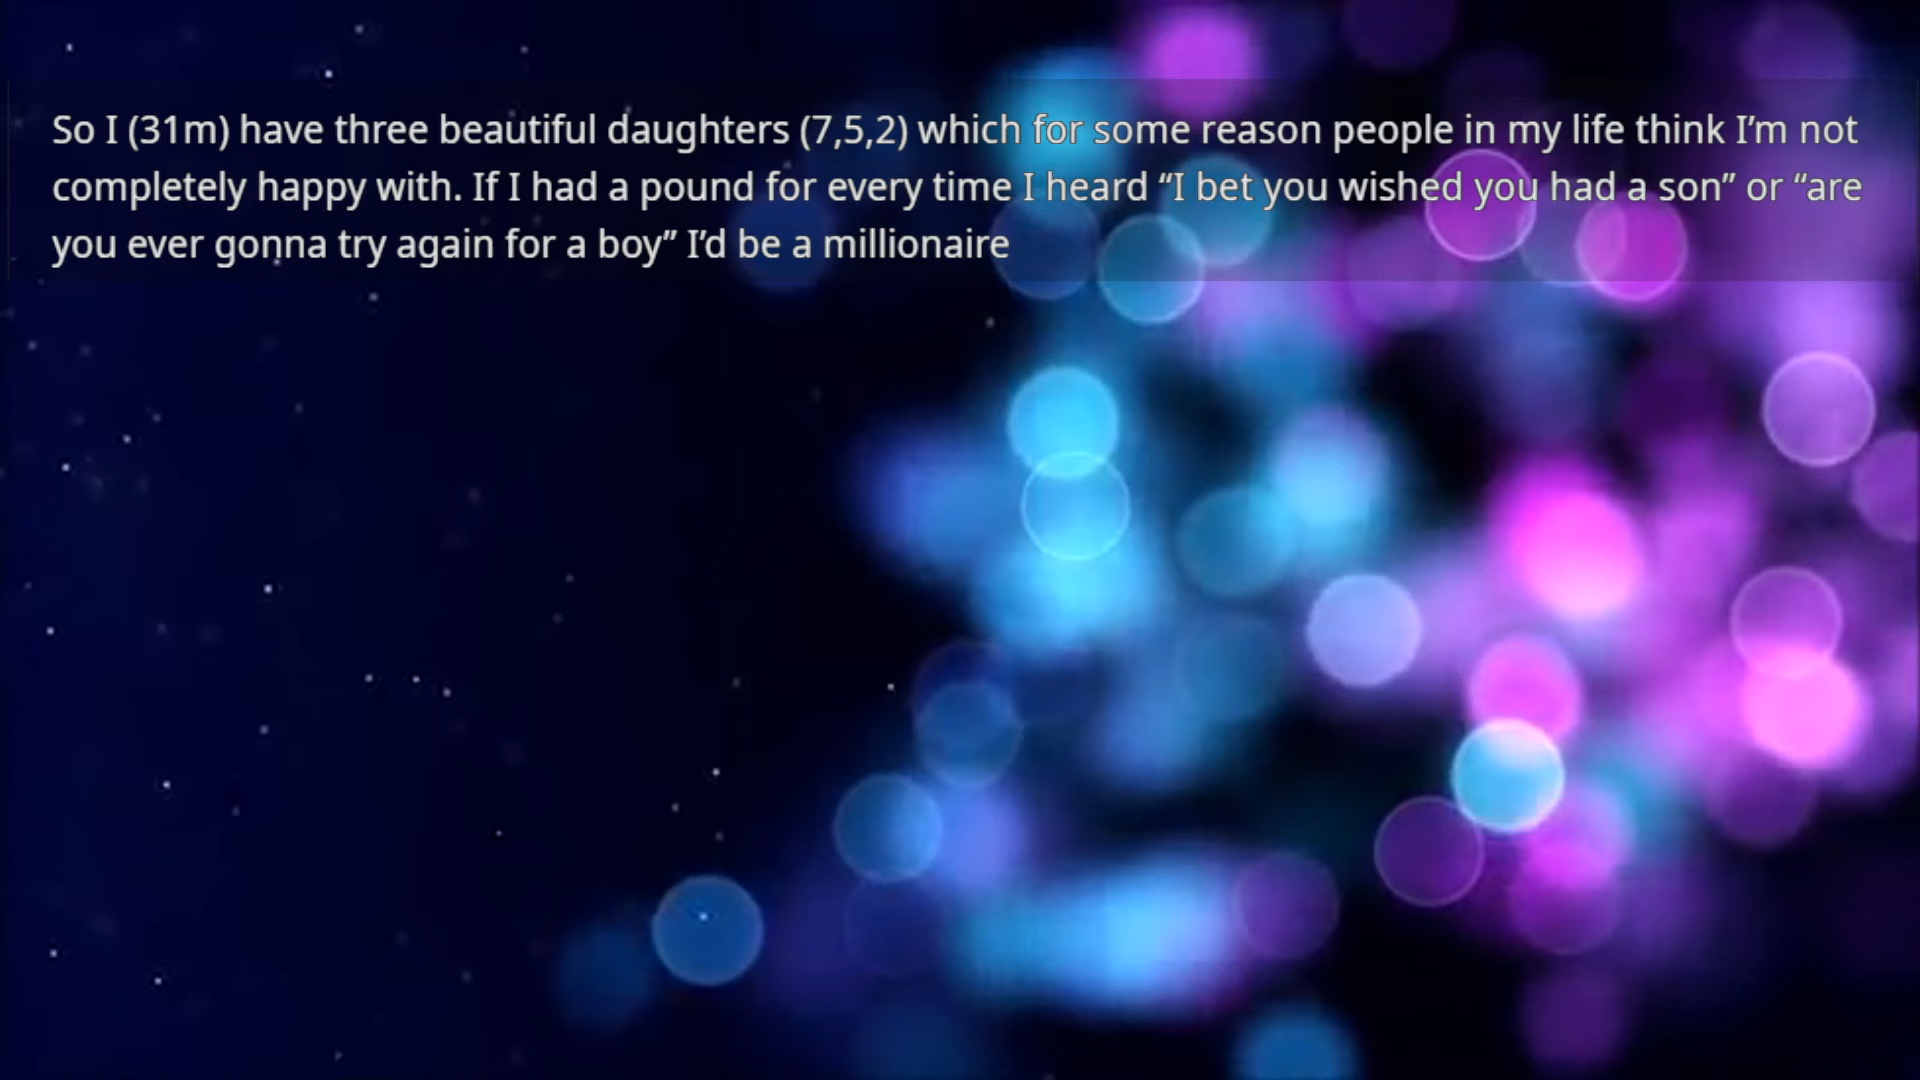 So I (31m) have three beautiful daughters (7,5,2) which for some reason people in my life think I’m not
completely happy with. If I had a pound for every time I heard “I bet you wished you had a son” or “are
you ever gonna try again for a boy” I’d be a millionaire